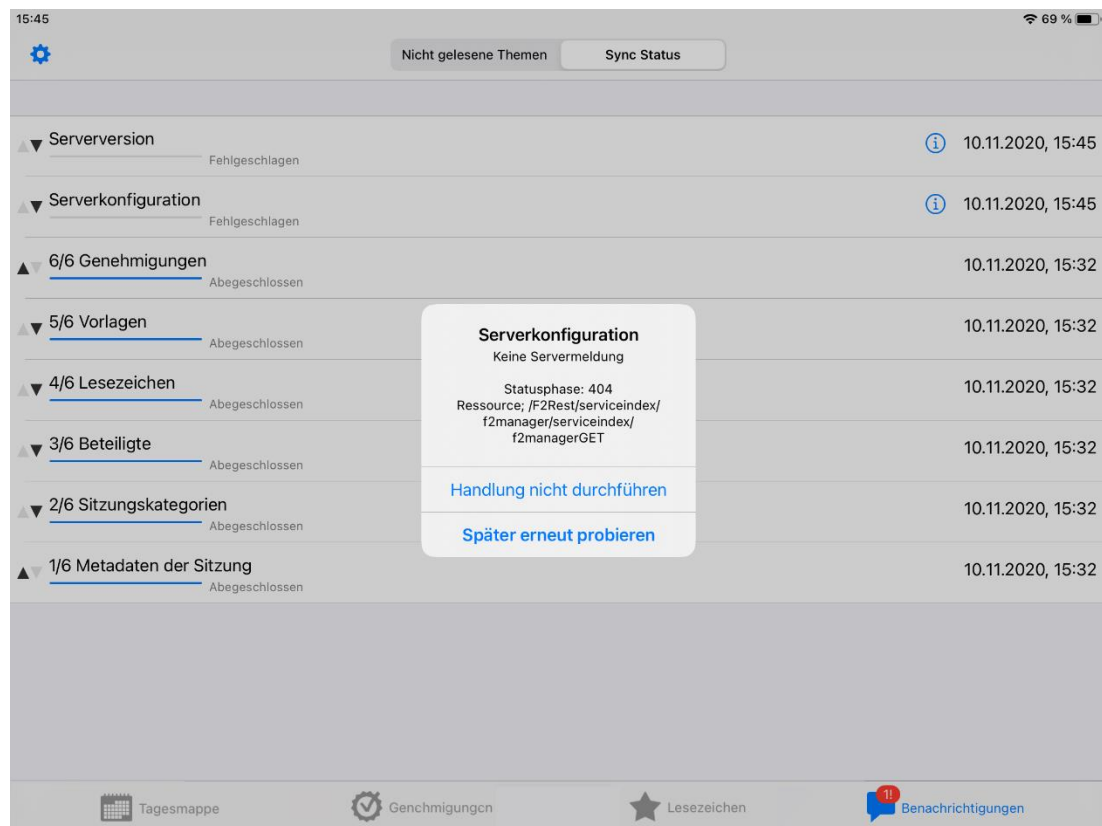 15:45
69 %
Nicht gelesene Themen
Sync Status
Serverversion
Fehlgeschlagen
10.11.2020, 15:45
Serverkonfiguration
Fehlgeschlagen
10.11.2020, 15:45
6/6 Genehmigungen
Abegeschlossen
10.11.2020, 15:32
5/6 Vorlagen
Abegeschlossen
10.11.2020, 15:32
4/6 Lesezeichen
Abegeschlossen
10.11.2020, 15:32
3/6 Beteiligte
Abegeschlossen
10.11.2020, 15:32
2/6 Sitzungskategorien
Abegeschlossen
10.11.2020, 15:32
1/6 Metadaten der Sitzung
Abegeschlossen
10.11.2020, 15:32
Serverkonfiguration
Keine Servermeldung
Statusphase: 404
Ressource; /F2Rest/serviceindex/
f2manager/serviceindex/
f2managerGET
Handlung nicht durchführen
Später erneut probieren
Tagesmappe
Genchmigungcn
Lesezeichen
1!
Benachrichtigungen